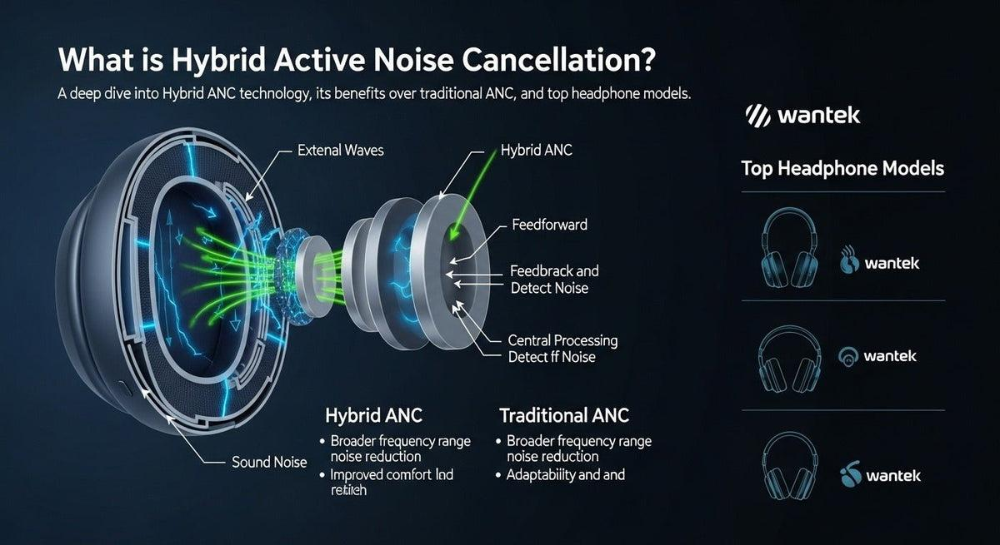 What is Hybrid Active Noise Cancellation?
A deep dive into Hybrid ANC technology, its benefits over traditional ANC, and top headphone models.
wantek
Top Headphone Models
Extenal Waves
Hybrid ANC
Feedforward
Feedbrack and
Detect Noise
Central Processing
Detect ff Noise
Sound Noise
Hybrid ANC
• Broader frequency range
noise reduction
• Improved comfort lnd
Traditional ANC
• Broader frequency range
noise reduction
• Adaptability and and
wantek
wantek
wantek